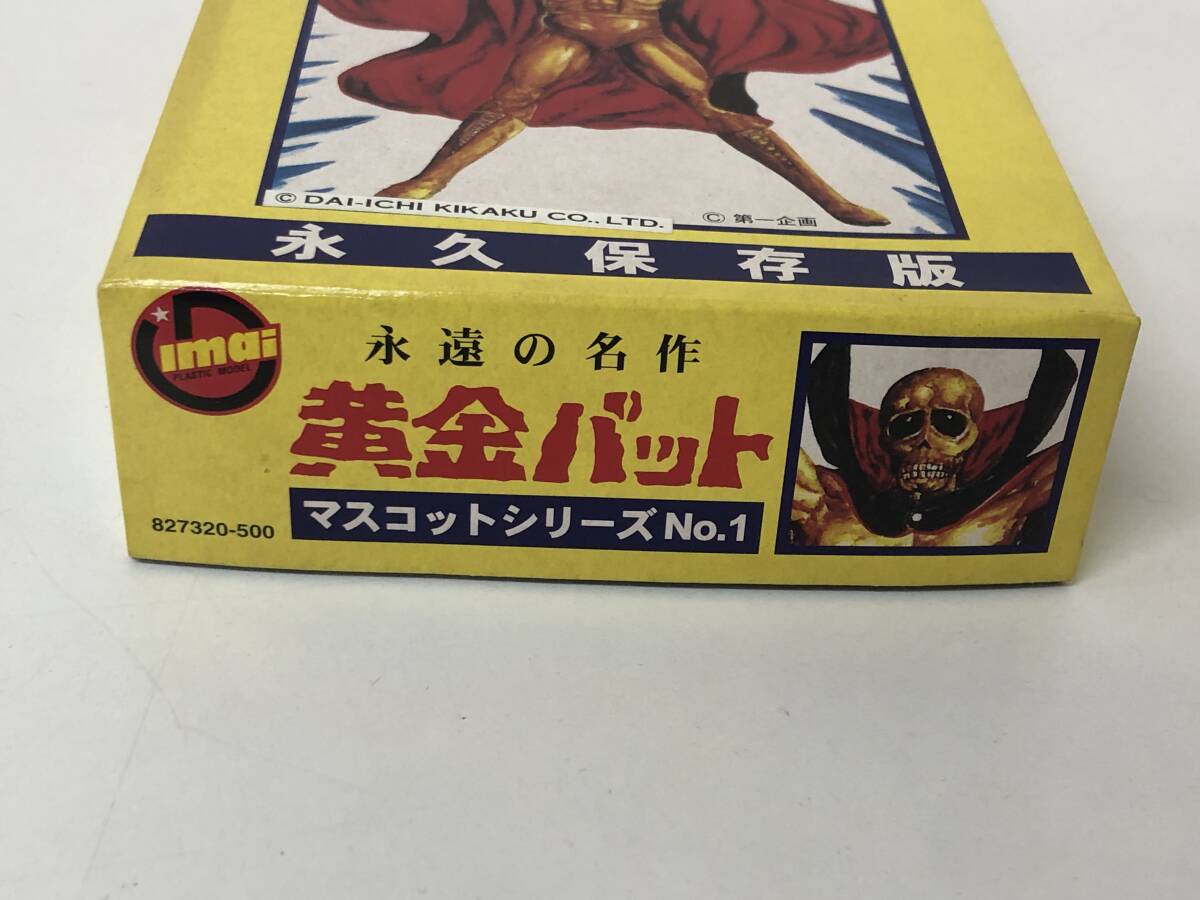 © DAI-ICHI KIKAKU CO., LTD.
© 第一企画
永久保存版
imai
PLASTIC MODEL
永遠の名作
黄金バット
827320-500
マスコットシリーズNo.1